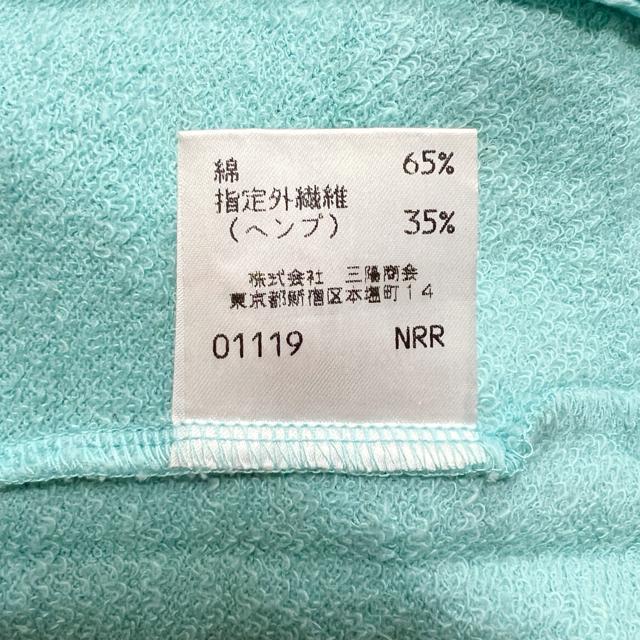 綿 65%
指定外繊維
(ヘンプ) 35%
株式会社 三陽商会
東京都新宿区本塩町14
01119 NRR